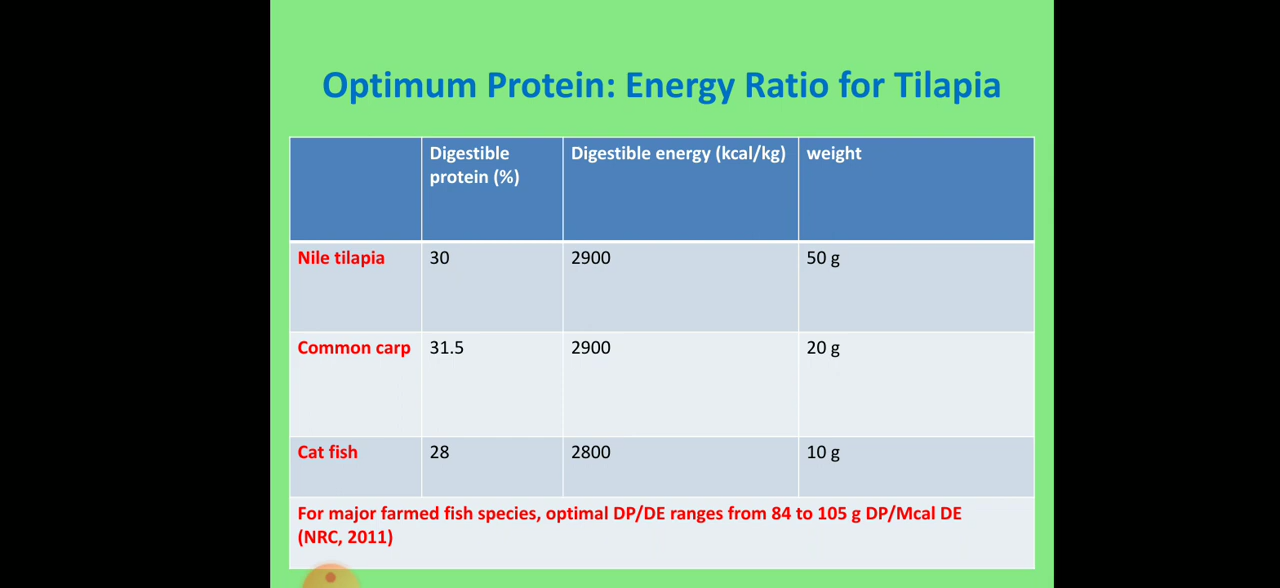 Optimum Protein: Energy Ratio for Tilapia
Digestible protein (%) Digestible energy (kcal/kg) weight
Nile tilapia 30 2900 50 g
Common carp 31.5 2900 20 g
Cat fish 28 2800 10 g
For major farmed fish species, optimal DP/DE ranges from 84 to 105 g DP/Mcal DE
(NRC, 2011)